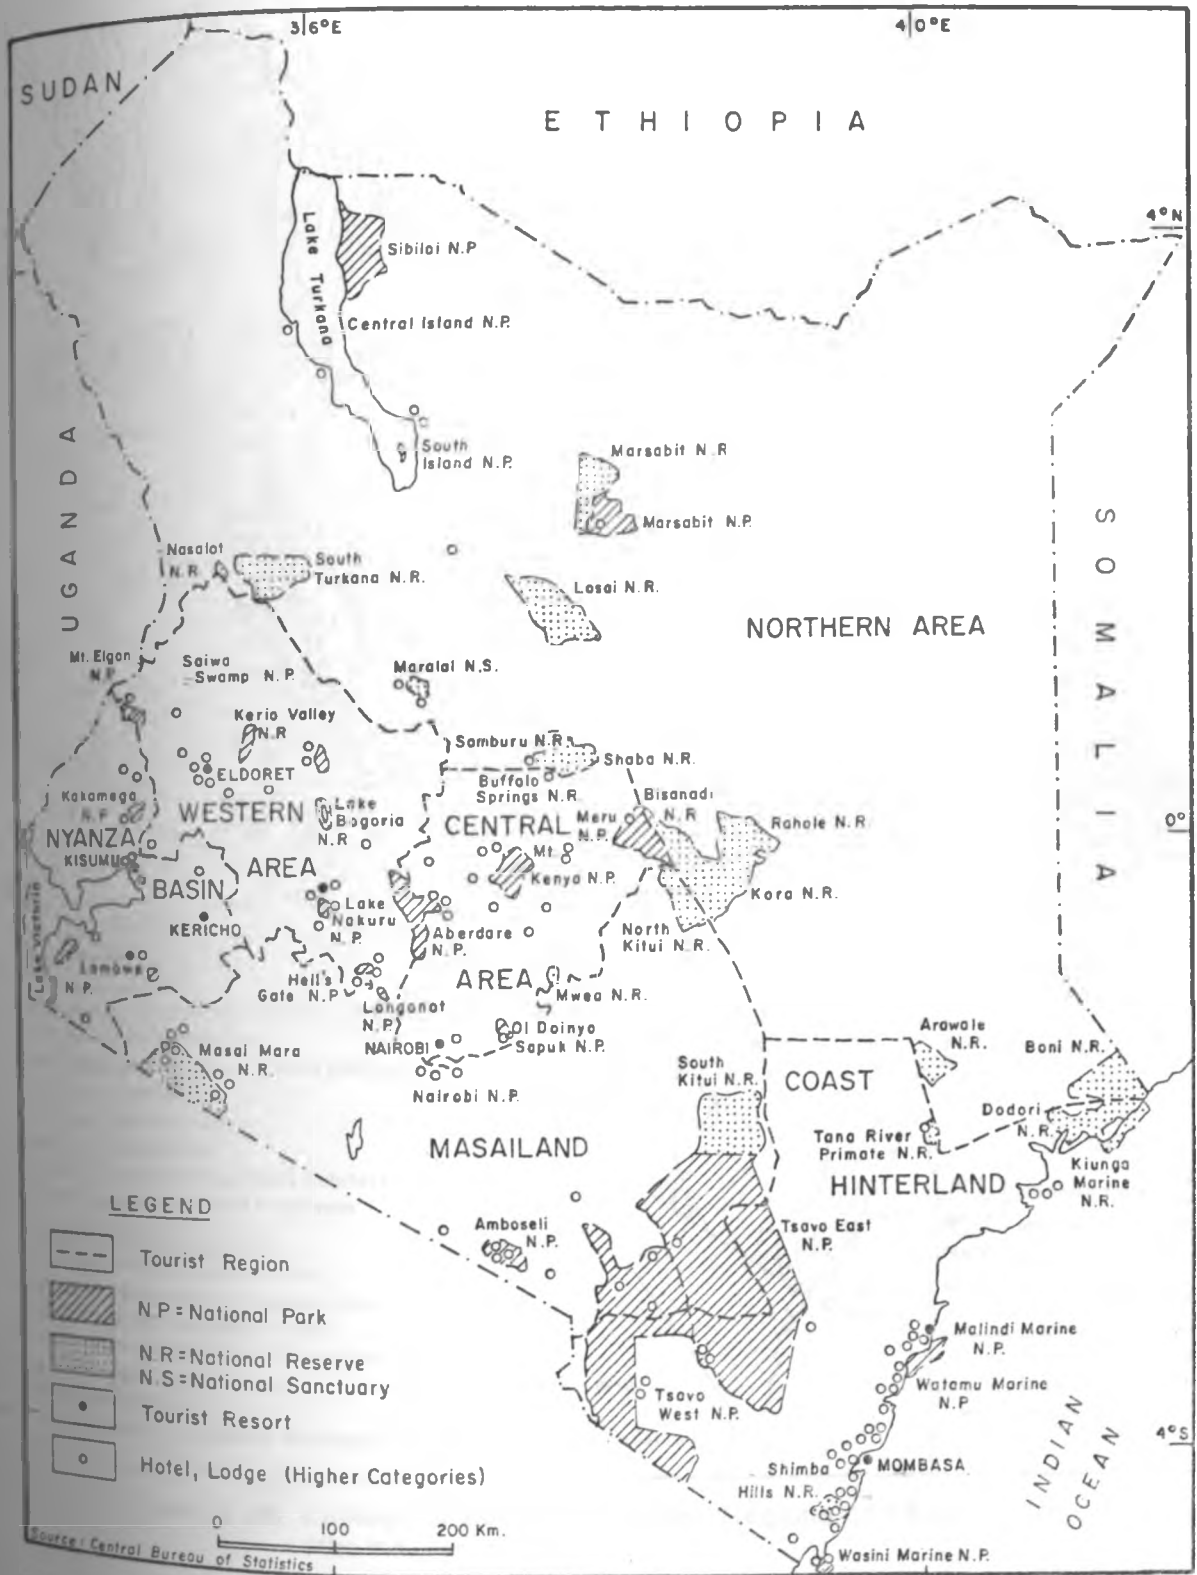 36°E
40°E
SUDAN
ETHIOPIA
4°N
Lake Turkana
Sibiloi N.P
Central Island N.P.
South
Island N.P.
UGANDA
SOMALIA
Marsabit N.R
Marsabit N.P.
Nasalot
N.R.
South
Turkana N.R.
Losai N.R.
NORTHERN AREA
Mt. Elgon
N.P.
Saiwa
Swamp N.P.
Maralal N.S.
Kerio Valley
N.R
Samburu N.R.
Shaba N.R.
ELDORET
Buffalo
Springs N.R.
Bisanadi
N.R
Kakamega
N.P
WESTERN
Lake
Bogoria
N.R
CENTRAL
Meru
N.P.
Rahole N.R.
0°
NYANZA
KISUMU
Mt.
Kenya N.P.
BASIN
AREA
Kora N.R.
Lake Victoria
KERICHO
Lake
Nakuru
N.P.
Aberdare
N.P.
North
Kitui N.R.
Lambwe
N.P.
Hell's
Gate N.P
AREA
Mwea N.R.
Longonot
N.P.
Ol Doinyo
Sapuk N.P.
NAIROBI
Masai Mara
N.R.
Nairobi N.P.
South
Kitui N.R.
COAST
Arawale
N.R.
Boni N.R.
Dodori
N.R.
Tana River
Primate N.R.
MASAILAND
HINTERLAND
Kiunga
Marine
N.R.
Amboseli
N.P.
Tsavo East
N.P.
Malindi Marine
N.P.
Watamu Marine
N.P
Tsavo
West N.P.
4°S
MOMBASA
Shimba
Hills N.R.
INDIAN
OCEAN
Wasini Marine N.P.
LEGEND
Tourist Region
N.P=National Park
N.R=National Reserve
N.S=National Sanctuary
Tourist Resort
Hotel, Lodge (Higher Categories)
0 100 200 Km.
Source: Central Bureau of Statistics